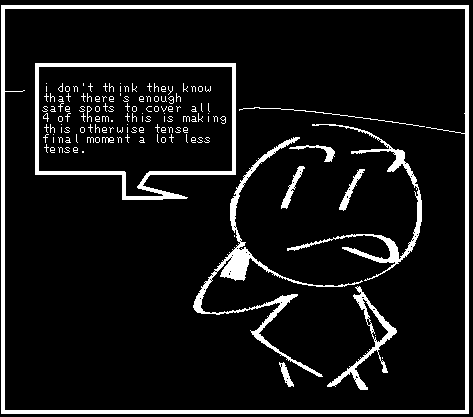 i don't think they know
that there's enough
safe spots to cover all
4 of them. this is making
this otherwise tense
final moment a lot less
tense.